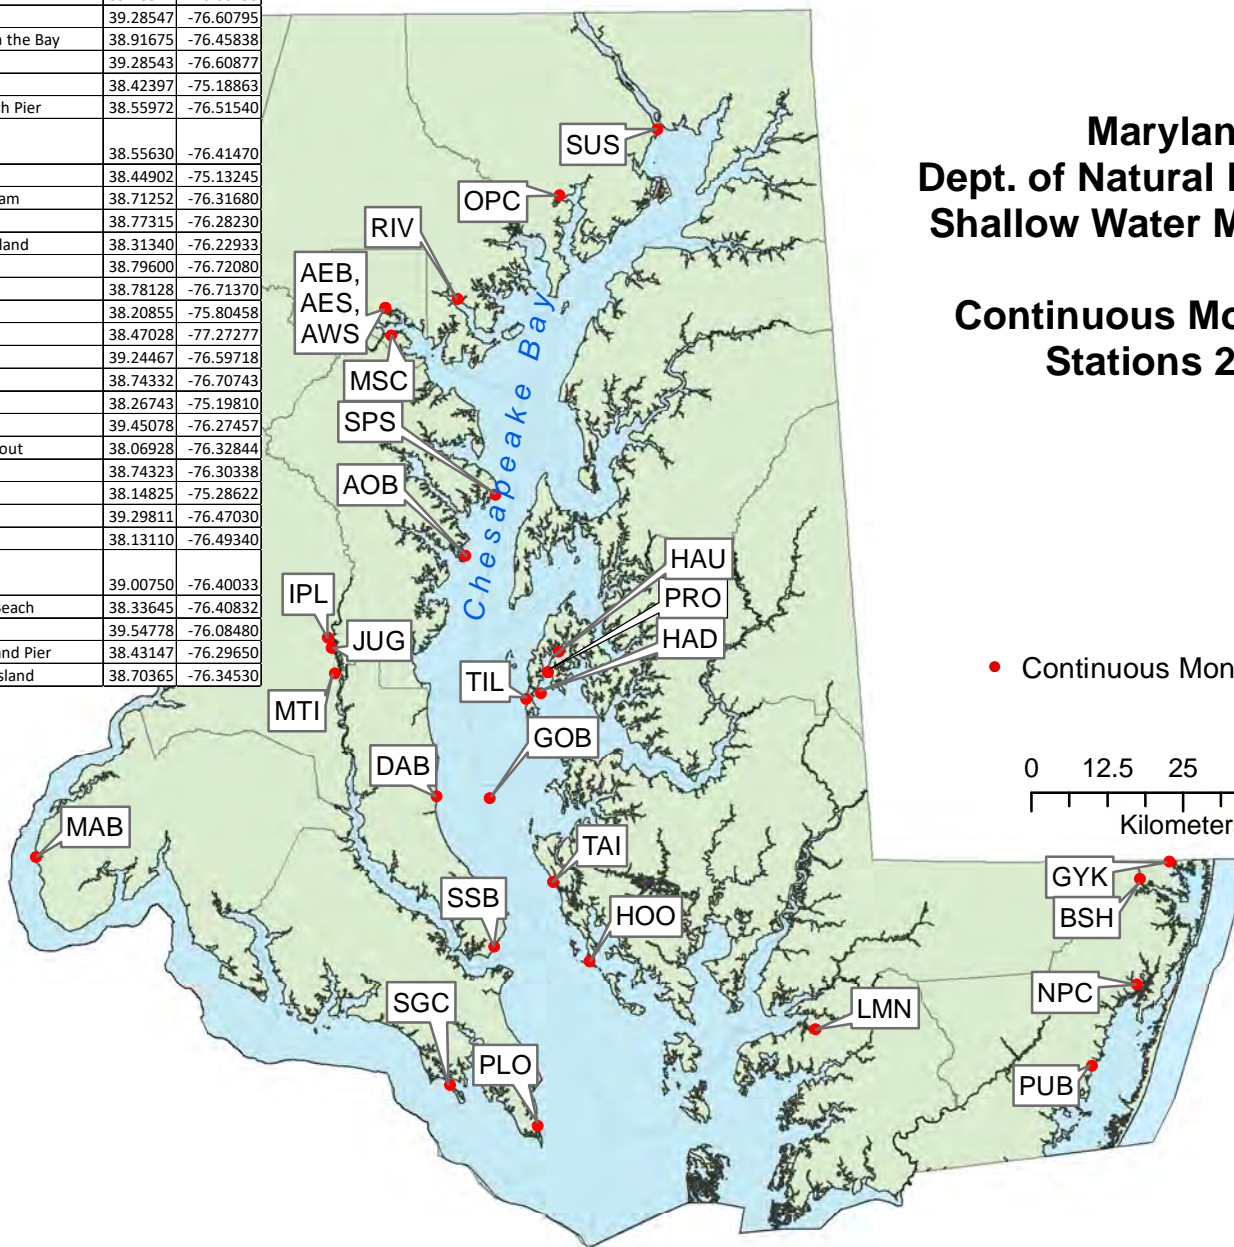 39.28547 -76.60795
n the Bay 38.91675 -76.45838
39.28543 -76.60877
38.42397 -75.18863
ch Pier 38.55972 -76.51540
38.55630 -76.41470
38.44902 -75.13245
am 38.71252 -76.31680
38.77315 -76.28230
land 38.31340 -76.22933
38.79600 -76.72080
38.78128 -76.71370
38.20855 -75.80458
38.47028 -77.27277
39.24467 -76.59718
38.74332 -76.70743
38.26743 -75.19810
39.45078 -76.27457
out 38.06928 -76.32844
38.74323 -76.30338
38.14825 -75.28622
39.29811 -76.47030
38.13110 -76.49340
39.00750 -76.40033
Beach 38.33645 -76.40832
39.54778 -76.08480
and Pier 38.43147 -76.29650
sland 38.70365 -76.34530
Marylan
Dept. of Natural
Shallow Water M
Continuous Mo
Stations 2
SUS
OPC
RIV
AEB,
AES,
AWS
MSC
SPS
AOB
Chesapeake Bay
HAU
PRO
HAD
IPL
JUG
TIL
MTI
GOB
DAB
MAB
TAI
SSB
HOO
SGC
PLO
LMN
GYK
BSH
NPC
PUB
Continuous Mon
0 12.5 25
Kilometer